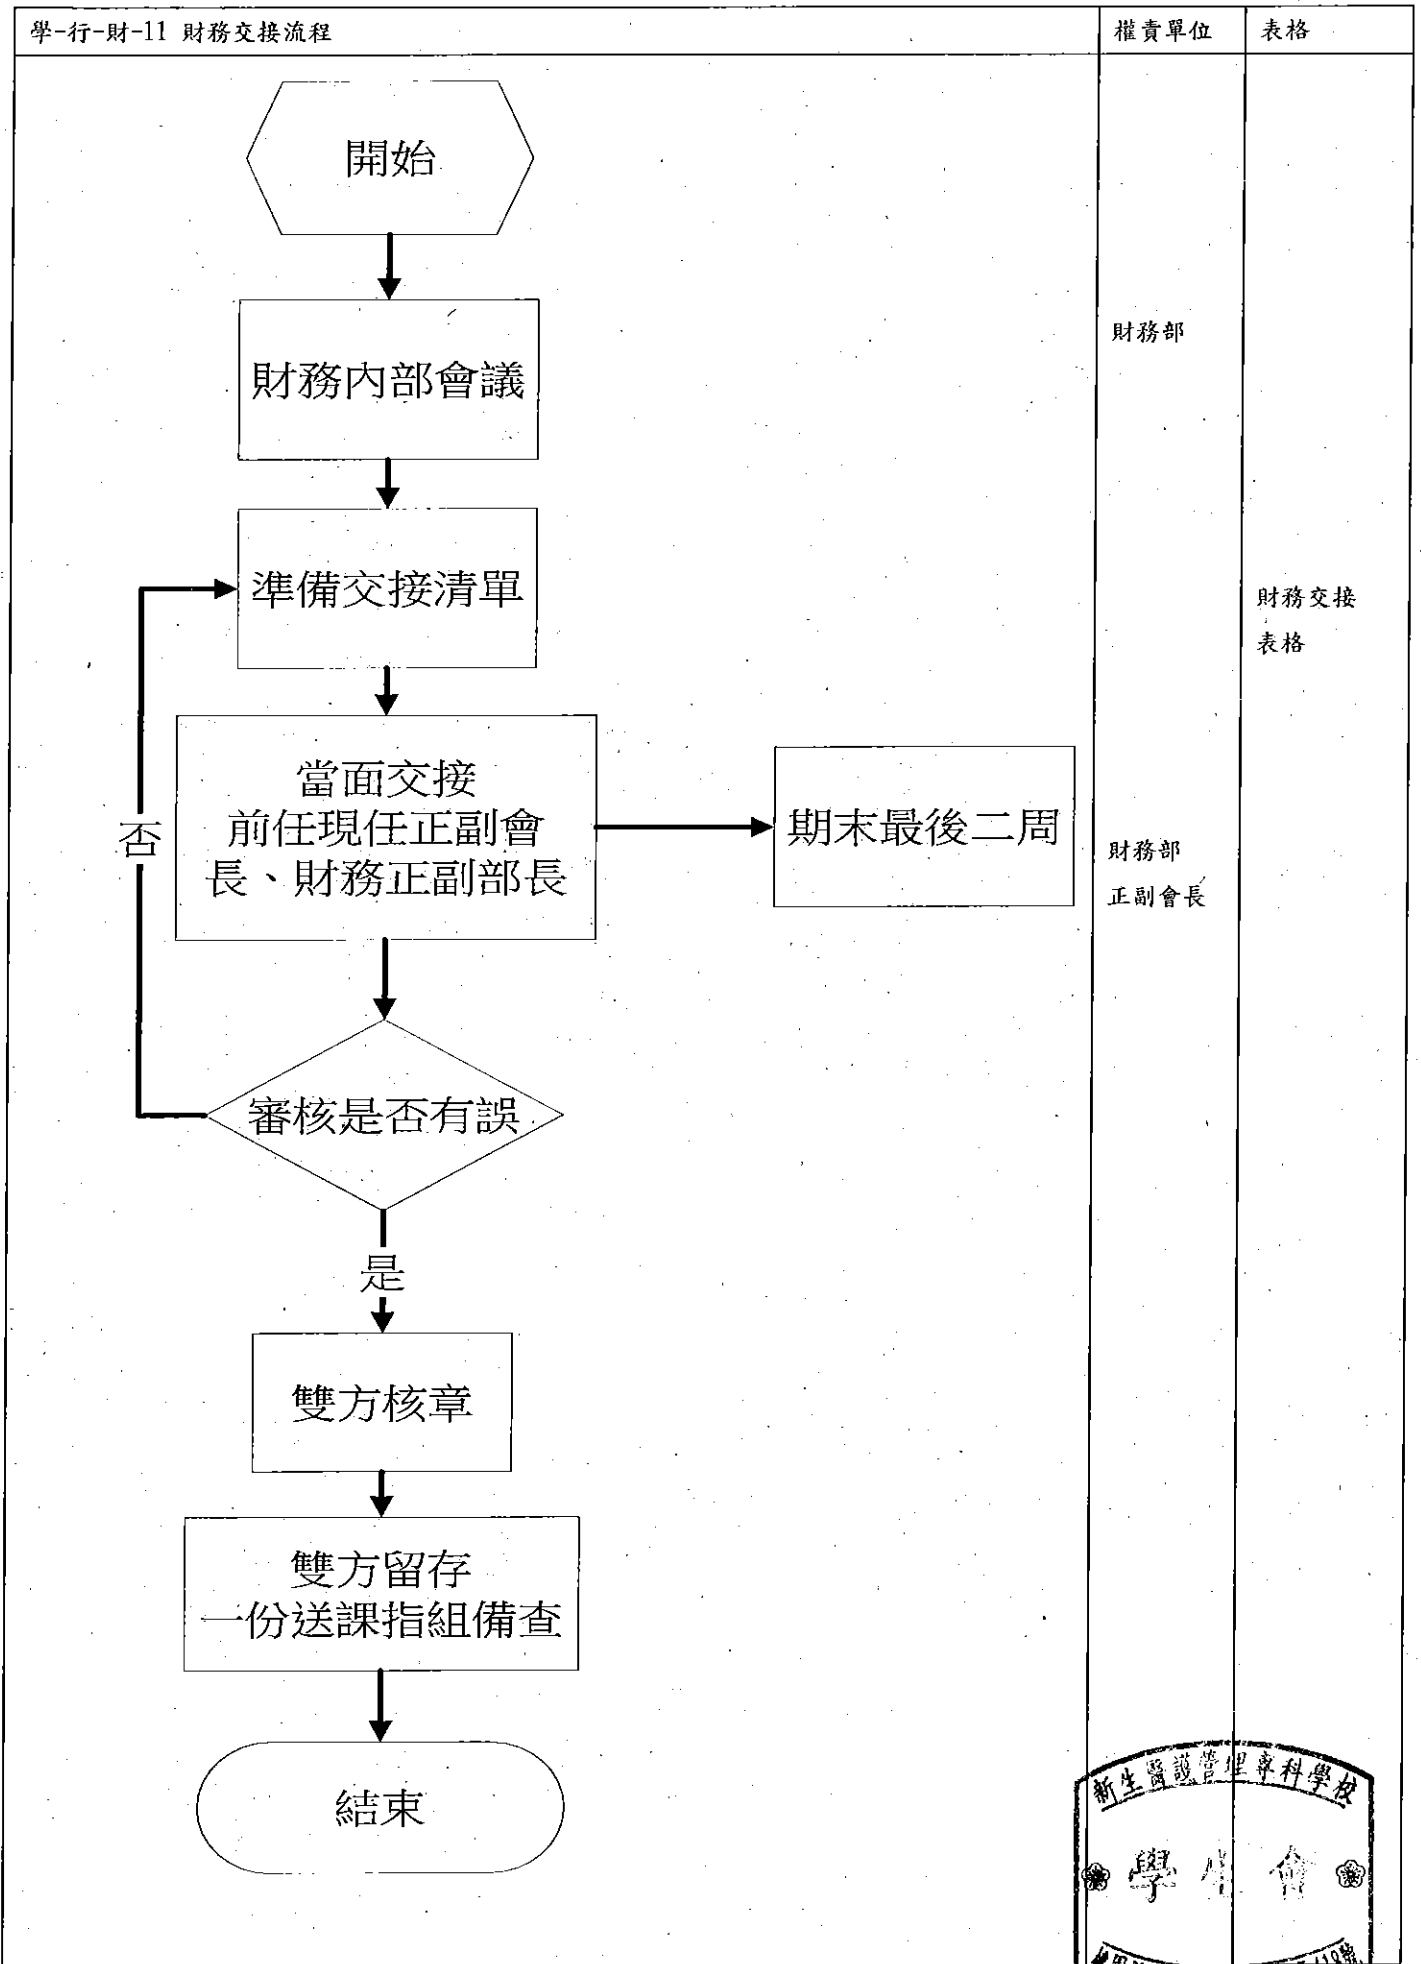 學-行-財-11 財務交接流程
權責單位
表格
開始
財務內部會議
財務部
準備交接清單
財務交接
表格
當面交接
前任現任正副會
長、財務正副部長
期末最後二周
財務部
正副會長
否
審核是否有誤
是
雙方核章
雙方留存
一份送課指組備查
結束
新生醫護管理專科學校
學生會